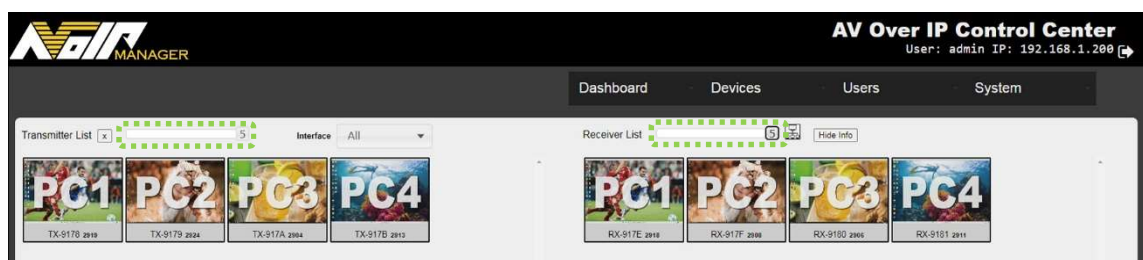 AVoIP MANAGER
AV Over IP Control Center
User: admin IP: 192.168.1.200
Dashboard Devices Users System
Transmitter List x 5 Interface All
Receiver List 5 Hide Info
PC1 PC2 PC3 PC4
PC1 PC2 PC3 PC4
TX-9178 2919 TX-9179 2924 TX-917A 2904 TX-917B 2913
RX-917E 2918 RX-917F 2908 RX-9180 2906 RX-9181 2911